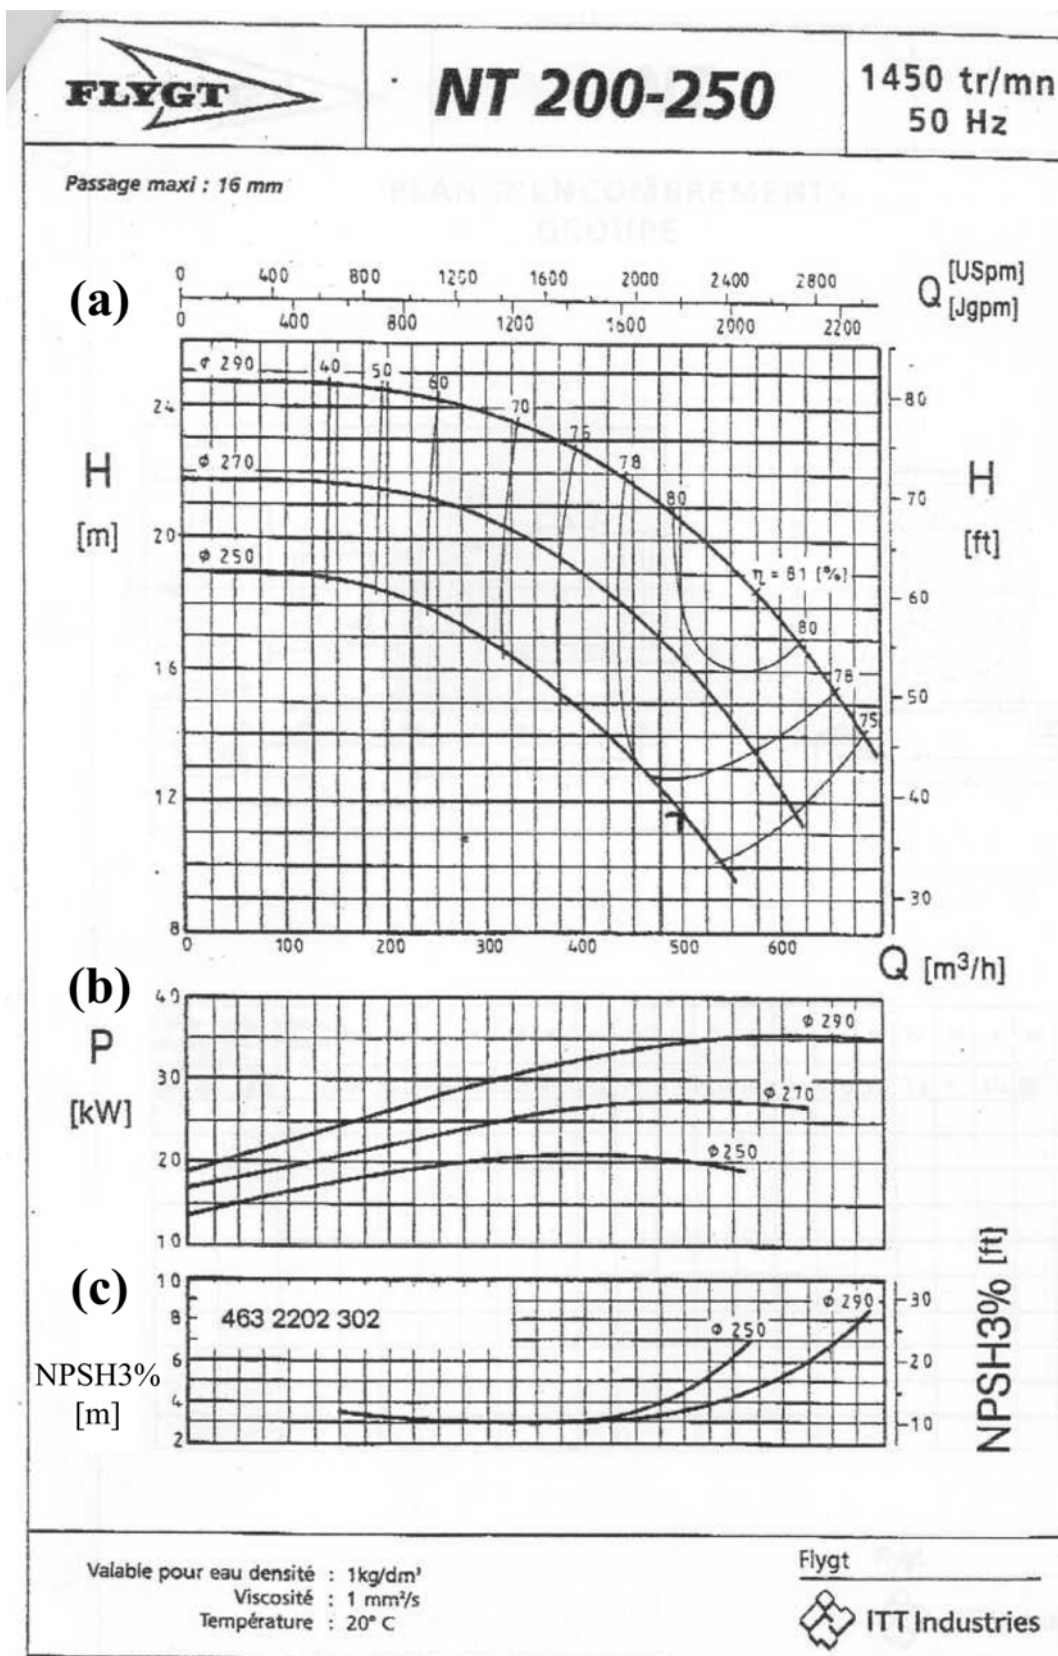 FLYGT
NT 200-250
1450 tr/mn
50 Hz
Passage maxi : 16 mm
PLAN D'ENCOMBREMENTS
GROUPE
(a)
0 400 800 1200 1600 2000 2400 2800
Q [USpm]
[Jgpm]
0 400 800 1200 1600 2000 2200
ϕ 290 40 50 60 70 75 78 80
η = 81 [%]
80 78 75
ϕ 270
ϕ 250
H
[m]
24
20
16
12
8
H
[ft]
80
70
60
50
40
30
0 100 200 300 400 500 600
Q [m³/h]
(b)
P
[kW]
40
30
20
10
ϕ 290
ϕ 270
ϕ 250
(c)
NPSH3%
[m]
10
8
6
4
2
463 2202 302
ϕ 290
ϕ 250
30
20
10
NPSH3% [ft]
Valable pour eau densité : 1kg/dm³
Viscosité : 1 mm²/s
Température : 20° C
Flygt
ITT Industries